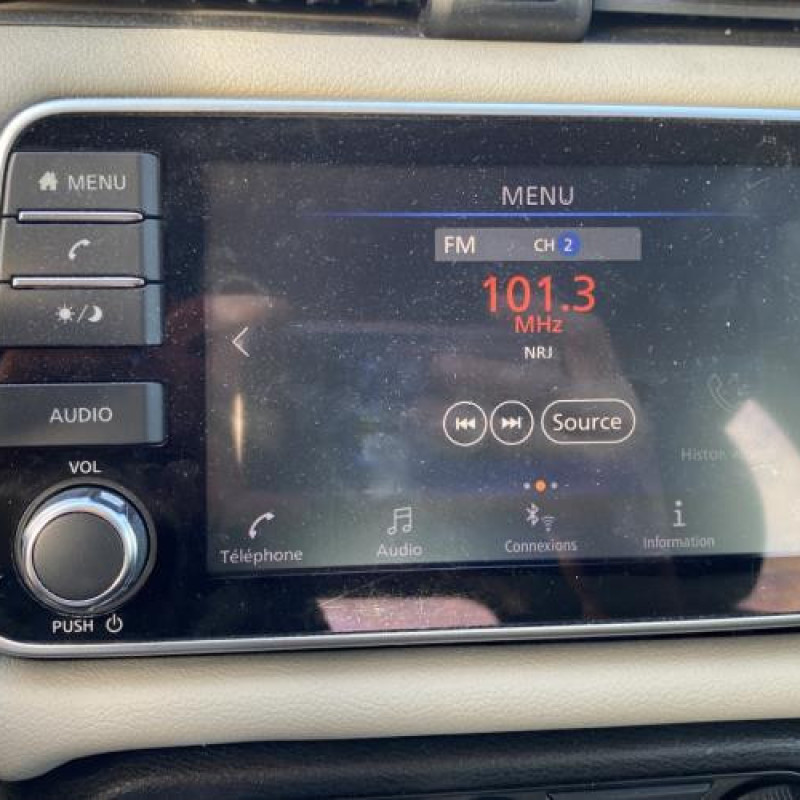 MENU
AUDIO
VOL
PUSH
MENU
FM CH 2
101.3
MHz
NRJ
Source
Téléphone
Audio
Connexions
Information